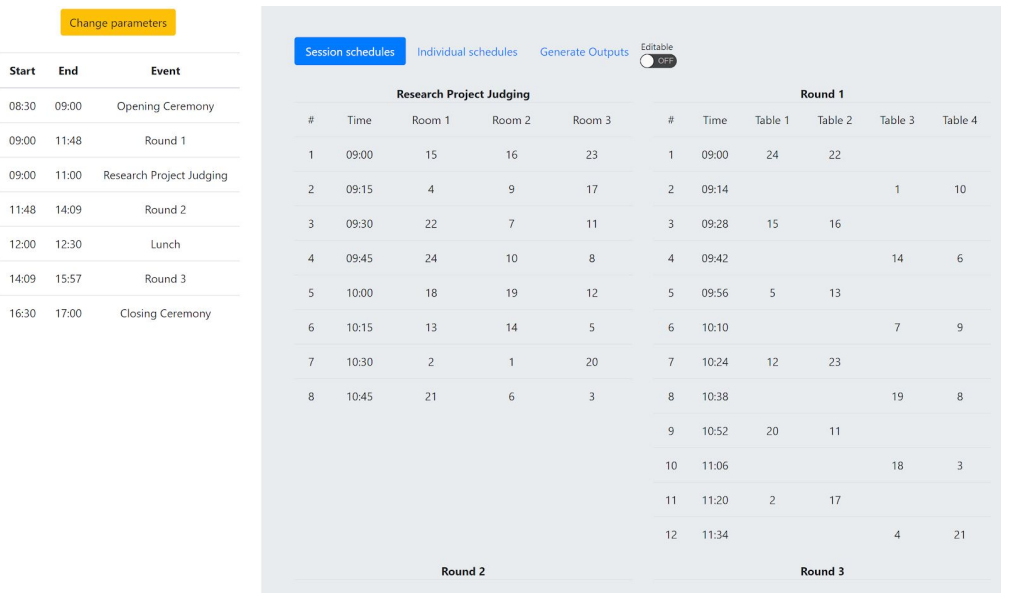 Change parameters
Start End Event
08:30 09:00 Opening Ceremony
09:00 11:48 Round 1
09:00 11:00 Research Project Judging
11:48 14:09 Round 2
12:00 12:30 Lunch
14:09 15:57 Round 3
16:30 17:00 Closing Ceremony
Session schedules Individual schedules Generate Outputs Editable
OFF
Research Project Judging
# Time Room 1 Room 2 Room 3
1 09:00 15 16 23
2 09:15 4 9 17
3 09:30 22 7 11
4 09:45 24 10 8
5 10:00 18 19 12
6 10:15 13 14 5
7 10:30 2 1 20
8 10:45 21 6 3
Round 1
# Time Table 1 Table 2 Table 3 Table 4
1 09:00 24 22
2 09:14 1 10
3 09:28 15 16
4 09:42 14 6
5 09:56 5 13
6 10:10 7 9
7 10:24 12 23
8 10:38 19 8
9 10:52 20 11
10 11:06 18 3
11 11:20 2 17
12 11:34 4 21
Round 2
Round 3